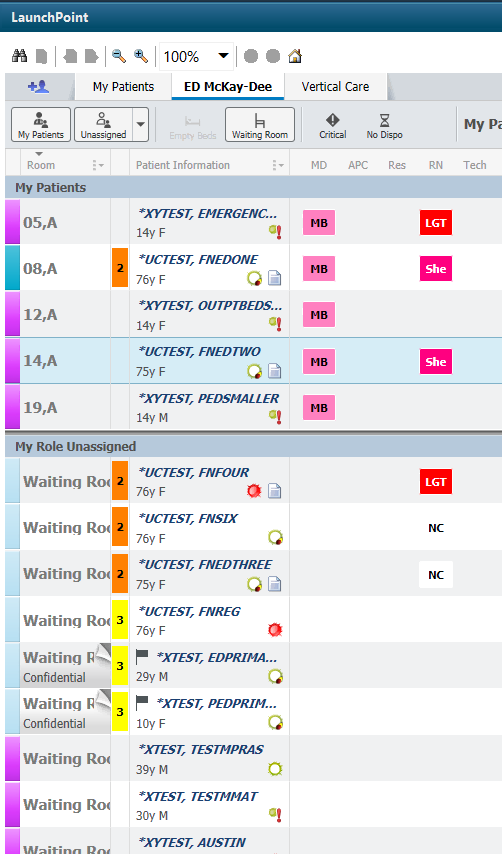 LaunchPoint
100%
My Patients ED McKay-Dee Vertical Care
My Patients Unassigned Empty Beds Waiting Room Critical No Dispo My Pa
Room Patient Information MD APC Res RN Tech
My Patients
05,A *XYTEST, EMERGENC... MB LGT
14y F
08,A 2 *UCTEST, FNEDONE MB She
76y F
12,A *XYTEST, OUTPTBEDS... MB
14y F
14,A *UCTEST, FNEDTWO MB She
75y F
19,A *XYTEST, PEDSMALLER MB
14y M
My Role Unassigned
Waiting Roo 2 *UCTEST, FNFOUR LGT
76y F
Waiting Roo 2 *UCTEST, FNSIX NC
76y F
Waiting Roo 2 *UCTEST, FNEDTHREE NC
75y F
Waiting Roo 3 *UCTEST, FNREG
76y F
Waiting R 3 *XTEST, EDPRIMA...
Confidential 29y M
Waiting R 3 *XTEST, PEDPRIM...
Confidential 10y F
Waiting Roo *XTEST, TESTMPRAS
39y M
Waiting Roo *XTEST, TESTMMAT
30y M
Waiting Roo *XYTEST, AUSTIN